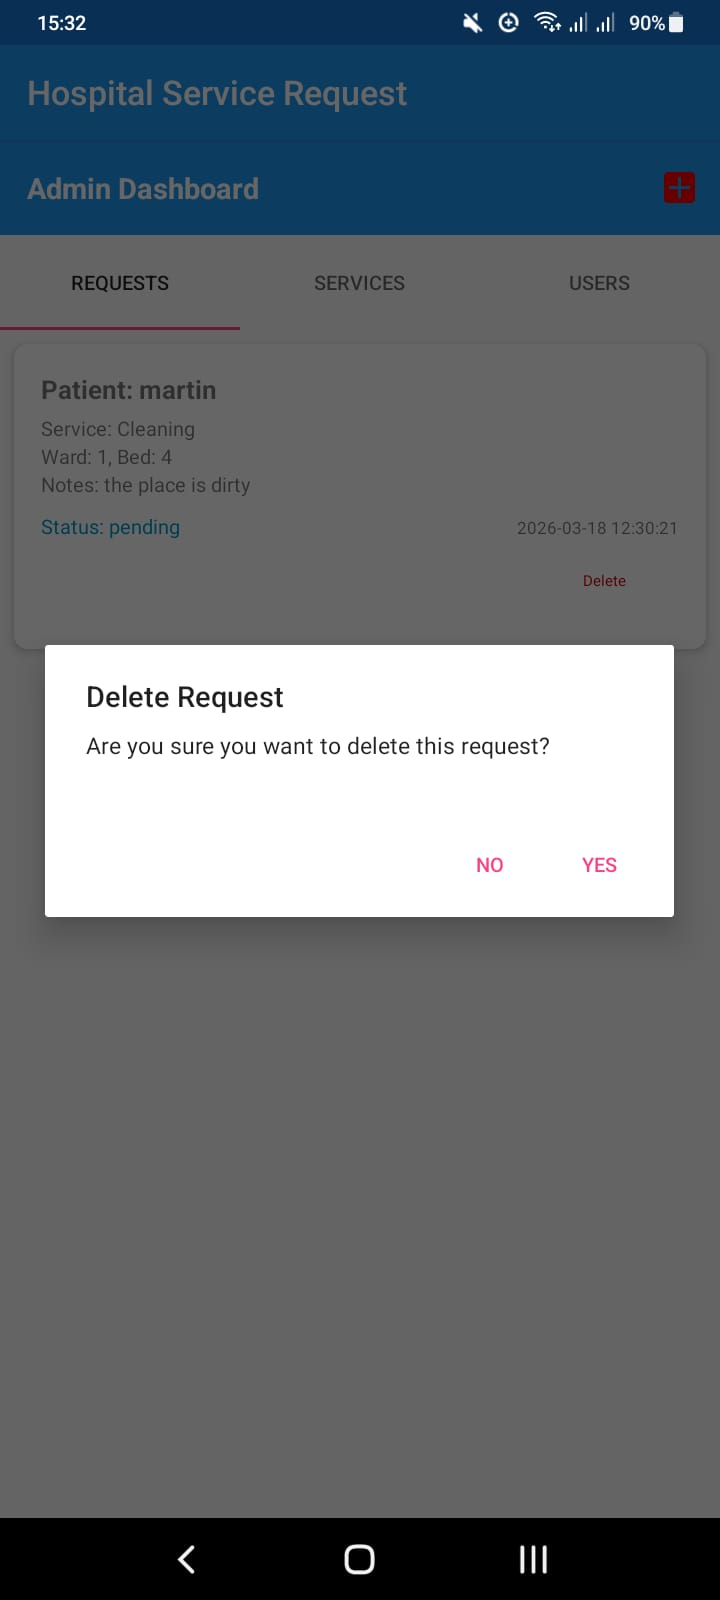 15:32
90%
Hospital Service Request
Admin Dashboard
REQUESTS SERVICES USERS
Patient: martin
Service: Cleaning
Ward: 1, Bed: 4
Notes: the place is dirty
Status: pending 2026-03-18 12:30:21
Delete
Delete Request
Are you sure you want to delete this request?
NO YES